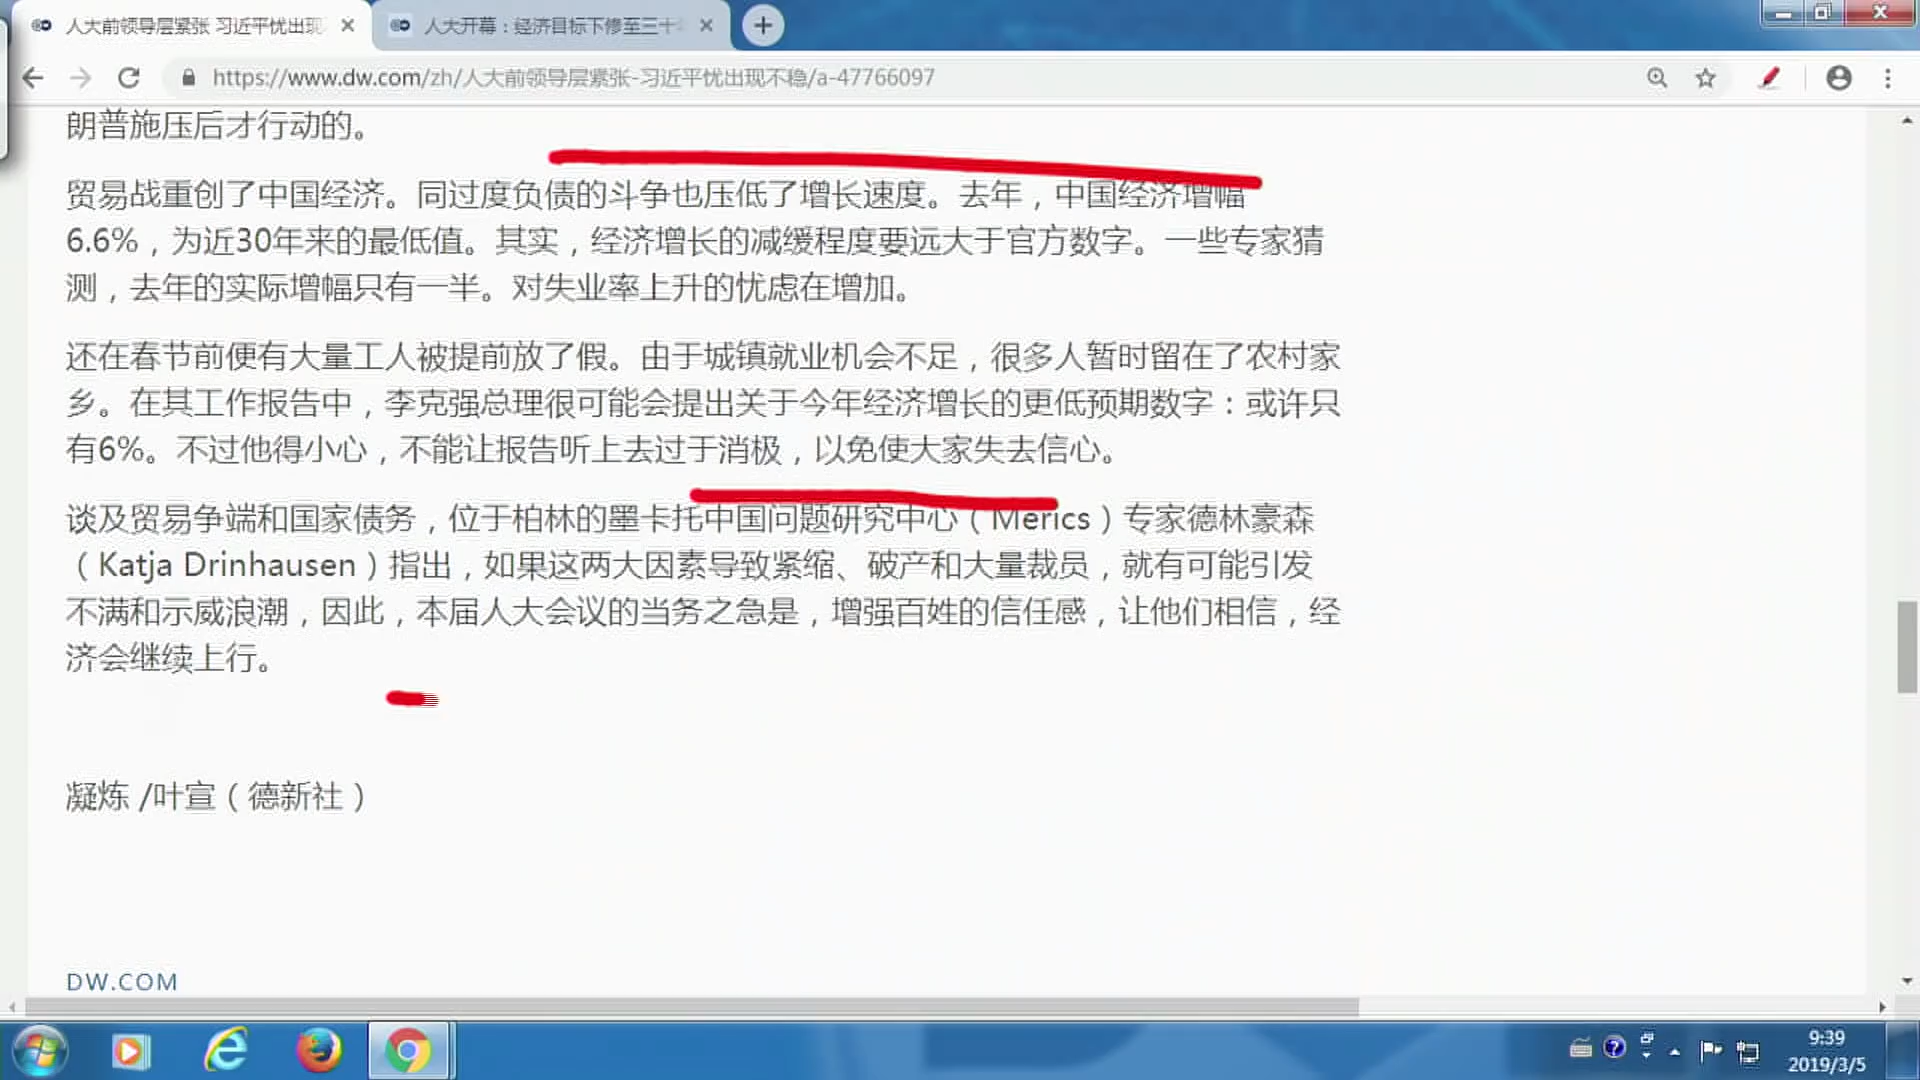 人大前领导层紧张 习近平忧出现
人大开幕：经济目标下修至三十
https://www.dw.com/zh/人大前领导层紧张-习近平忧出现不稳/a-47766097
朗普施压后才行动的。
贸易战重创了中国经济。同过度负债的斗争也压低了增长速度。去年，中国经济增幅
6.6%，为近30年来的最低值。其实，经济增长的减缓程度要远大于官方数字。一些专家猜
测，去年的实际增幅只有一半。对失业率上升的忧虑在增加。
还在春节前便有大量工人被提前放了假。由于城镇就业机会不足，很多人暂时留在了农村家
乡。在其工作报告中，李克强总理很可能会提出关于今年经济增长的更低预期数字：或许只
有6%。不过他得小心，不能让报告听上去过于消极，以免使大家失去信心。
谈及贸易争端和国家债务，位于柏林的墨卡托中国问题研究中心（Merics）专家德林豪森
（Katja Drinhausen）指出，如果这两大因素导致紧缩、破产和大量裁员，就有可能引发
不满和示威浪潮，因此，本届人大会议的当务之急是，增强百姓的信任感，让他们相信，经
济会继续上行。
凝炼 /叶宣（德新社）
DW.COM
9:39
2019/3/5